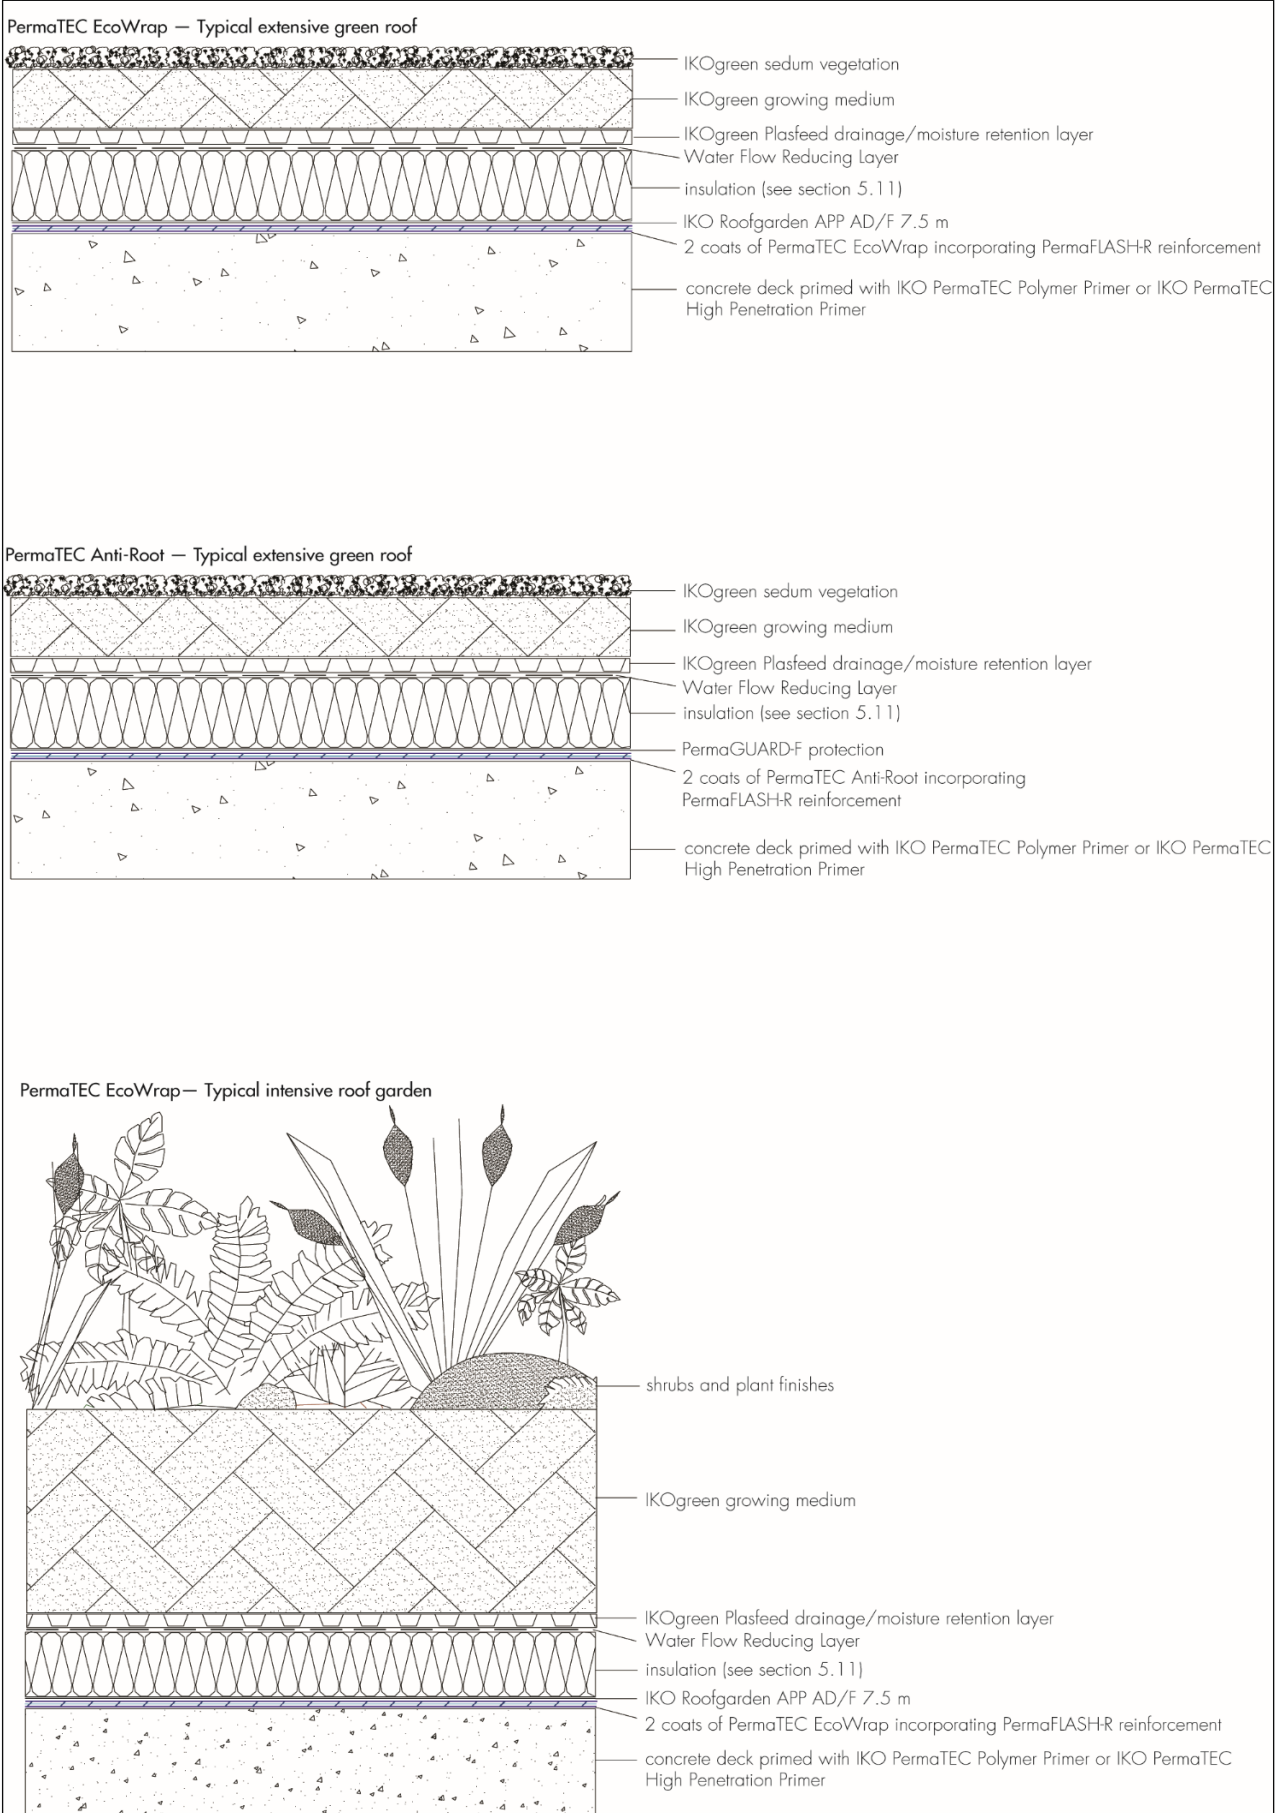 PermaTEC EcoWrap — Typical extensive green roof
IKOgreen sedum vegetation
IKOgreen growing medium
IKOgreen Plasfeed drainage/moisture retention layer
Water Flow Reducing Layer
insulation (see section 5.11)
IKO Roofgarden APP AD/F 7.5 m
2 coats of PermaTEC EcoWrap incorporating PermaFLASH-R reinforcement
concrete deck primed with IKO PermaTEC Polymer Primer or IKO PermaTEC
High Penetration Primer
PermaTEC Anti-Root — Typical extensive green roof
IKOgreen sedum vegetation
IKOgreen growing medium
IKOgreen Plasfeed drainage/moisture retention layer
Water Flow Reducing Layer
insulation (see section 5.11)
PermaGUARD-F protection
2 coats of PermaTEC Anti-Root incorporating
PermaFLASH-R reinforcement
concrete deck primed with IKO PermaTEC Polymer Primer or IKO PermaTEC
High Penetration Primer
PermaTEC EcoWrap— Typical intensive roof garden
shrubs and plant finishes
IKOgreen growing medium
IKOgreen Plasfeed drainage/moisture retention layer
Water Flow Reducing Layer
insulation (see section 5.11)
IKO Roofgarden APP AD/F 7.5 m
2 coats of PermaTEC EcoWrap incorporating PermaFLASH-R reinforcement
concrete deck primed with IKO PermaTEC Polymer Primer or IKO PermaTEC
High Penetration Primer